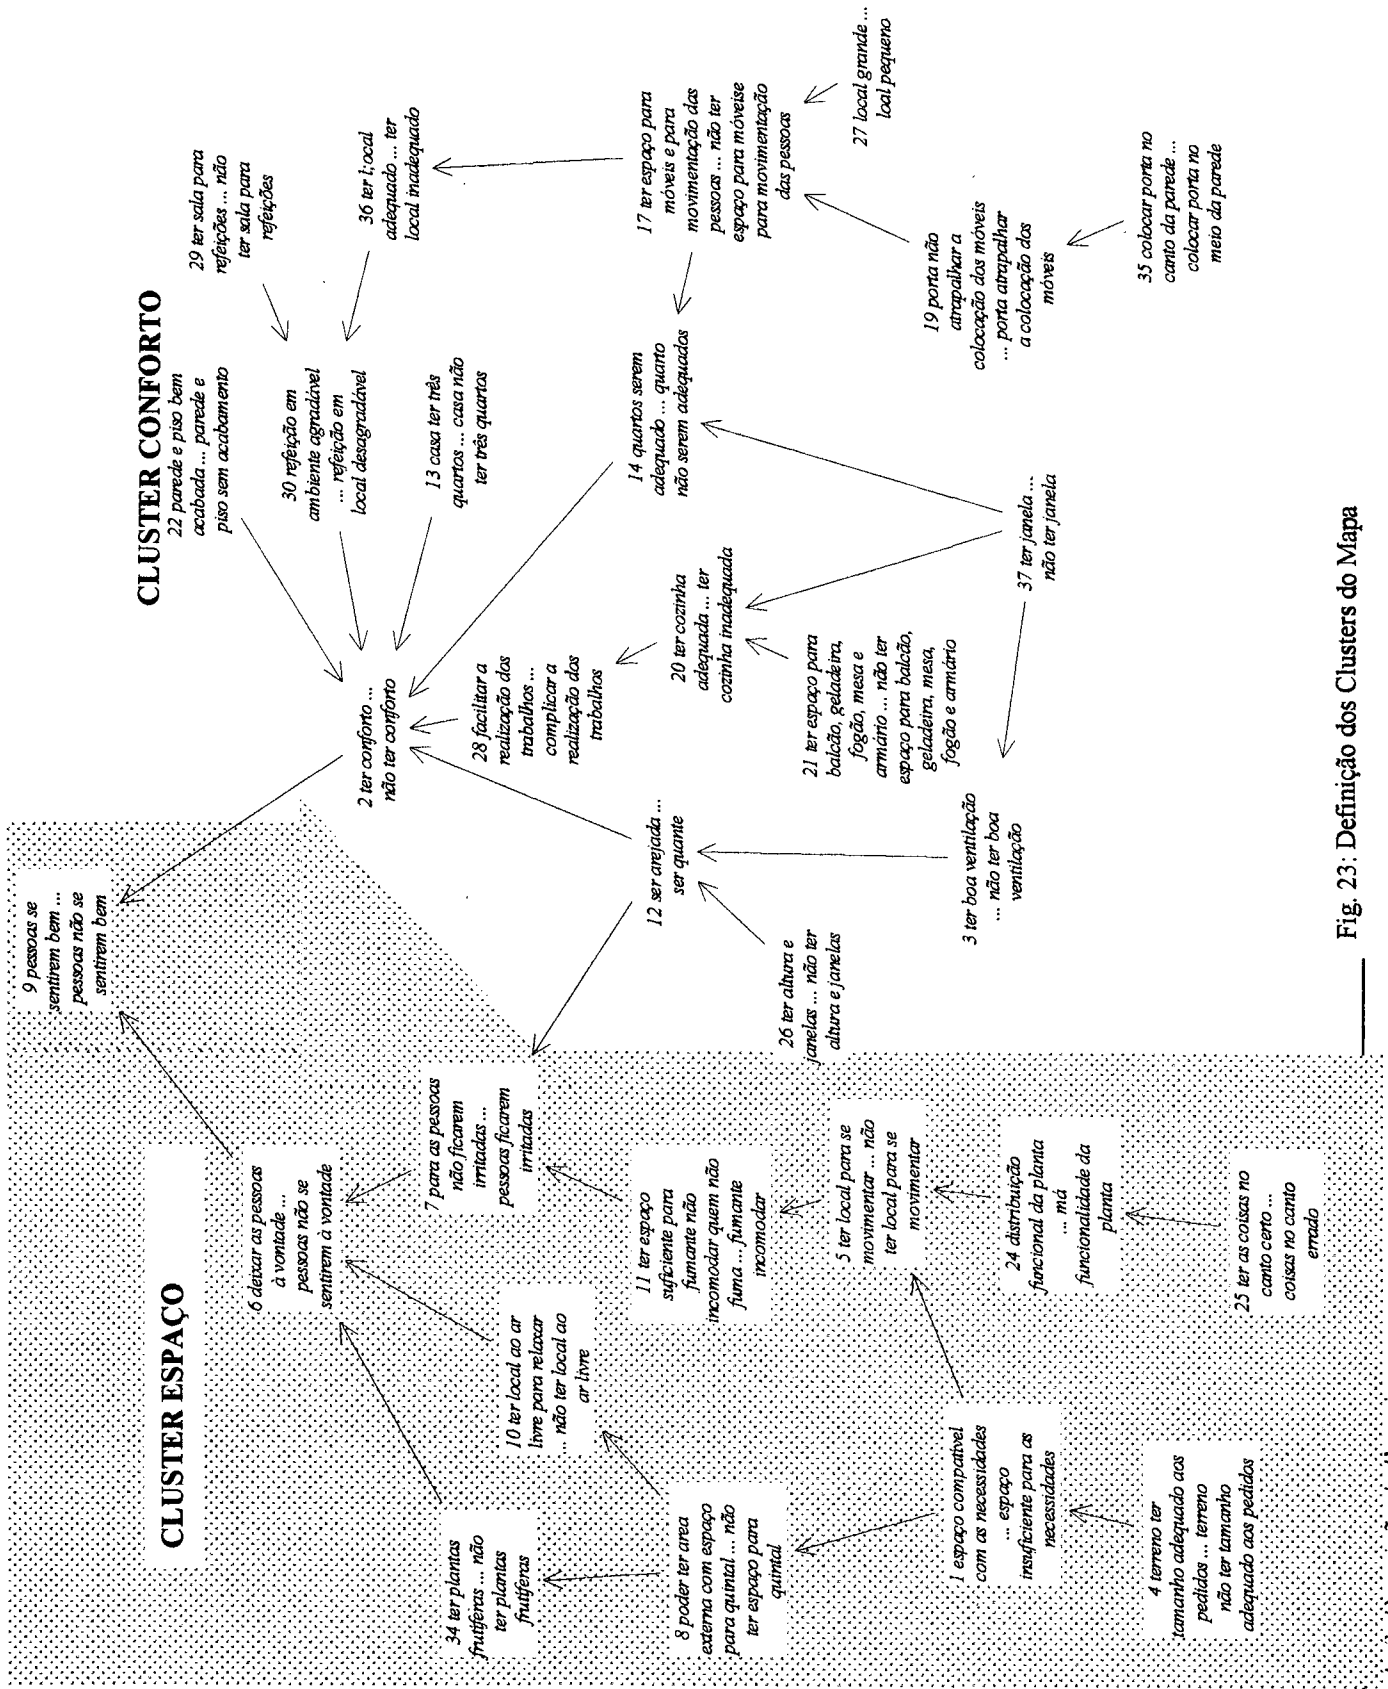 CLUSTER ESPAÇO
CLUSTER CONFORTO
9 pessoas se
sentirem bem ...
pessoas não se
sentirem bem
6 deixar as pessoas
à vontade ...
pessoas não se
sentirem à vontade
34 ter plantas
frutíferas ... não
ter plantas
frutíferas
10 ter local ao ar
livre para relaxar
... não ter local ao
ar livre
7 para as pessoas
não ficarem
irritadas ...
pessoas ficarem
irritadas
8 poder ter area
externa com espaço
para quintal ... não
ter espaço para
quintal
11 ter espaço
suficiente para
fumante não
incomodar quem não
fuma ... fumante
incomodar
5 ter local para se
movimentar ... não
ter local para se
movimentar
1 espaço compatível
com as necessidades
... espaço
insuficiente para as
necessidades
24 distribuição
funcional da planta
... má
funcionalidade da
planta
4 terreno ter
tamanho adequado aos
pedidos ... terreno
não ter tamanho
adequado aos pedidos
25 ter as coisas no
canto certo ...
coisas no canto
errado
2 ter conforto ...
não ter conforto
22 parede e piso bem
acabada ... parede e
piso sem acabamento
29 ter sala para
refeições ... não
ter sala para
refeições
30 refeição em
ambiente agradável
... refeição em
local desagradável
36 ter l:ocal
adequado ... ter
local inadequado
13 casa ter três
quartos ... casa não
ter três quartos
28 facilitar a
realização dos
trabalhos ...
complicar a
realização dos
trabalhos
12 ser arejada ...
ser quante
20 ter cozinha
adequada ... ter
cozinha inadequada
14 quartos serem
adequado ... quarto
não serem adequados
17 ter espaço para
móveis e para
movimentação das
pessoas ... não ter
espaço para móveise
para movimentação
das pessoas
27 local grande ...
loal pequeno
26 ter altura e
janelas ... não ter
altura e janelas
21 ter espaço para
balcão, geladeira,
fogão, mesa e
armário ... não ter
espaço para balcão,
geladeira, mesa,
fogão e armário
19 porta não
atrapalhar a
colocação dos móveis
... porta atrapalhar
a colocação dos
móveis
3 ter boa ventilação
... não ter boa
ventilação
37 ter janela ...
não ter janela
35 colocar porta no
canto da parede ...
colocar porta no
meio da parede
Fig. 23: Definição dos Clusters do Mapa